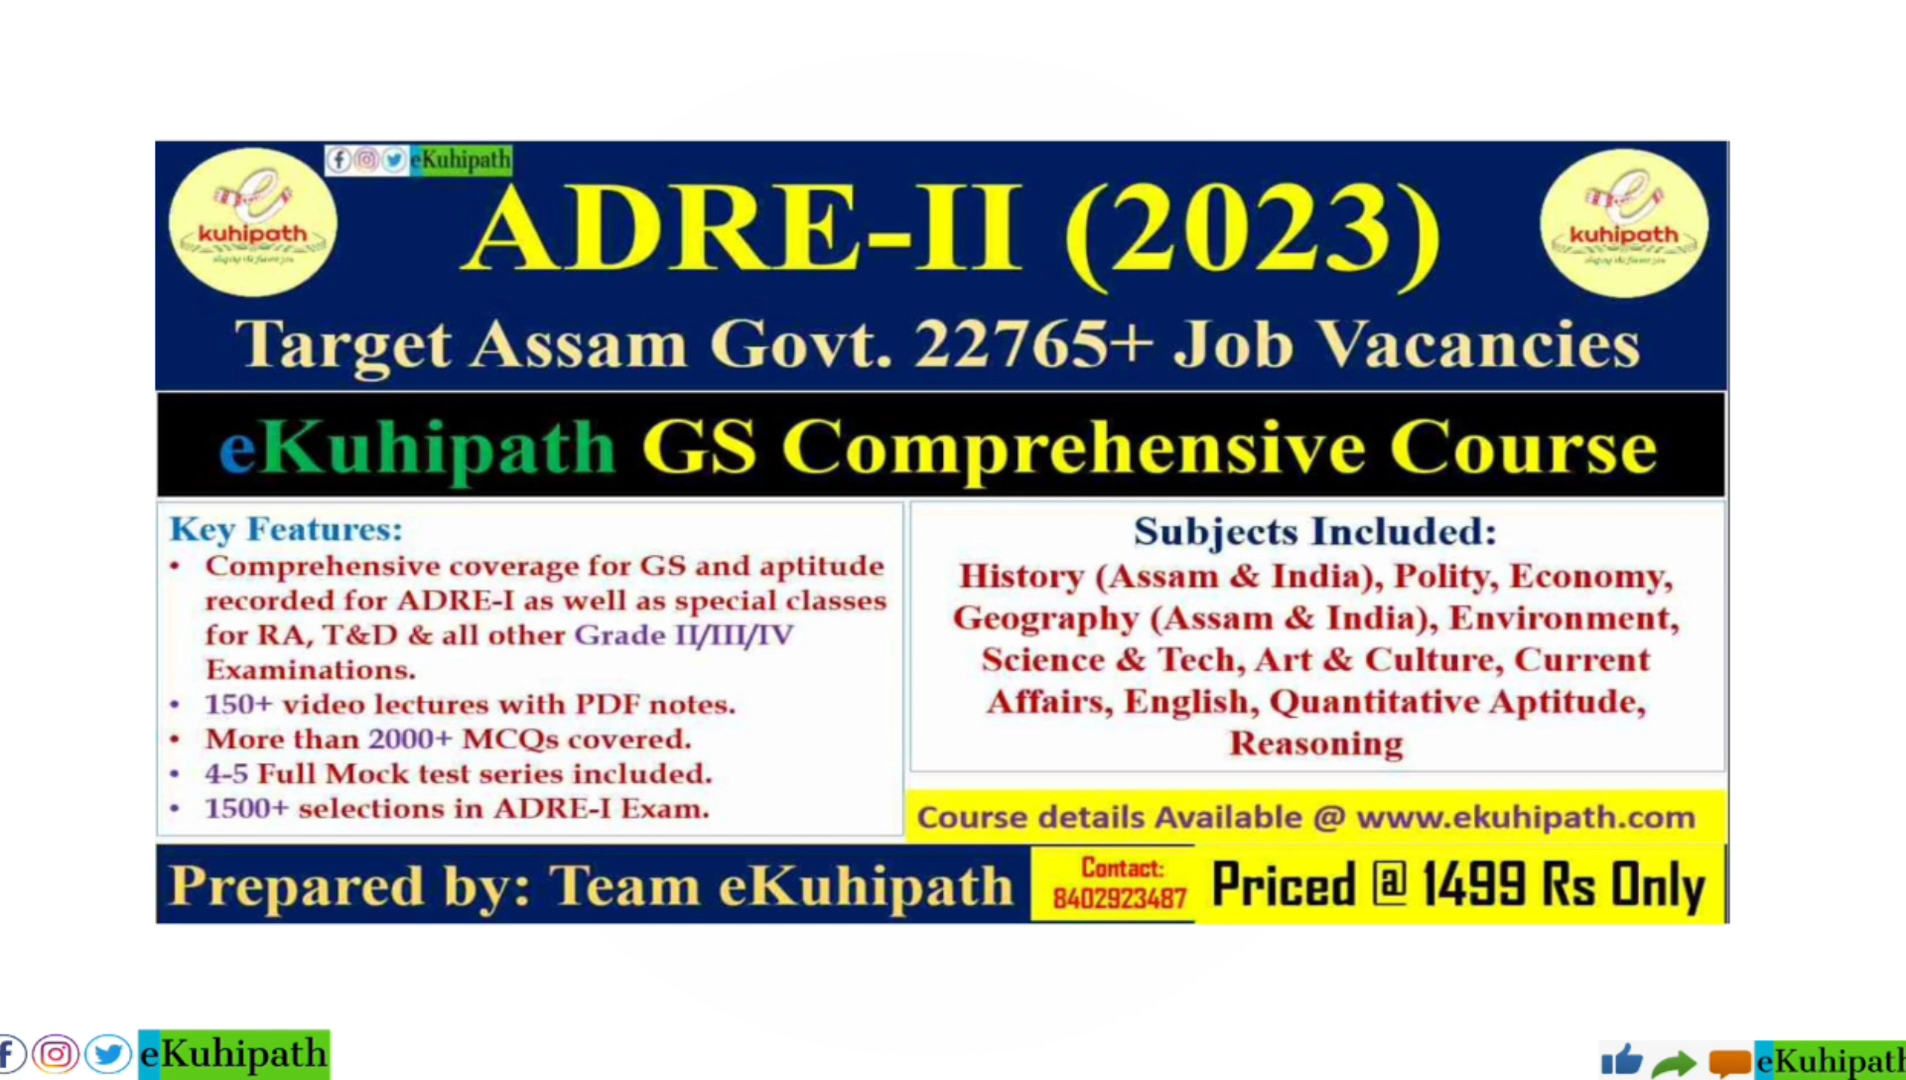 eKuhipath
ADRE-II (2023)
kuhipath
kuhipath
Target Assam Govt. 22765+ Job Vacancies
eKuhipath GS Comprehensive Course
Key Features:
• Comprehensive coverage for GS and aptitude
recorded for ADRE-I as well as special classes
for RA, T&D & all other Grade II/III/IV
Examinations.
• 150+ video lectures with PDF notes.
• More than 2000+ MCQs covered.
• 4-5 Full Mock test series included.
• 1500+ selections in ADRE-I Exam.
Subjects Included:
History (Assam & India), Polity, Economy,
Geography (Assam & India), Environment,
Science & Tech, Art & Culture, Current
Affairs, English, Quantitative Aptitude,
Reasoning
Course details Available @ www.ekuhipath.com
Prepared by: Team eKuhipath
Contact:
8402923487
Priced @ 1499 Rs Only
eKuhipath
eKuhipath